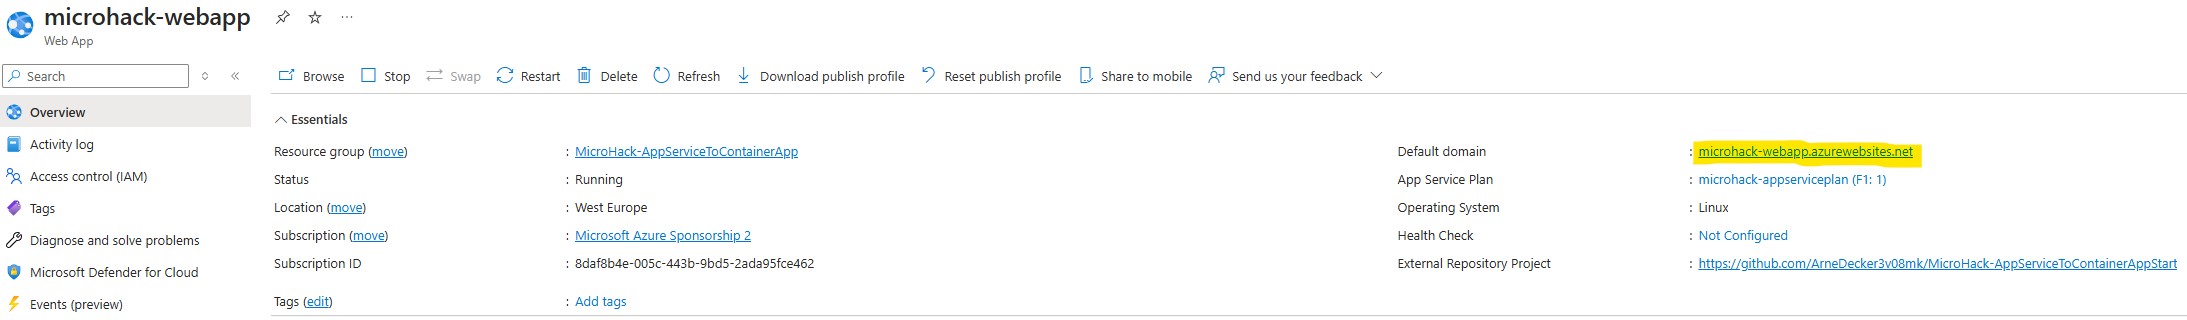 microhack-webapp
Web App
Search
Browse Stop Swap Restart Delete Refresh Download publish profile Reset publish profile Share to mobile Send us your feedback
Overview
Activity log
Access control (IAM)
Tags
Diagnose and solve problems
Microsoft Defender for Cloud
Events (preview)
Essentials
Resource group (move) : MicroHack-AppServiceToContainerApp
Status : Running
Location (move) : West Europe
Subscription (move) : Microsoft Azure Sponsorship 2
Subscription ID : 8daf8b4e-005c-443b-9bd5-2ada95fce462
Tags (edit) : Add tags
Default domain : microhack-webapp.azurewebsites.net
App Service Plan : microhack-appserviceplan (F1: 1)
Operating System : Linux
Health Check : Not Configured
External Repository Project : https://github.com/ArneDecker3v08mk/MicroHack-AppServiceToContainerAppStart